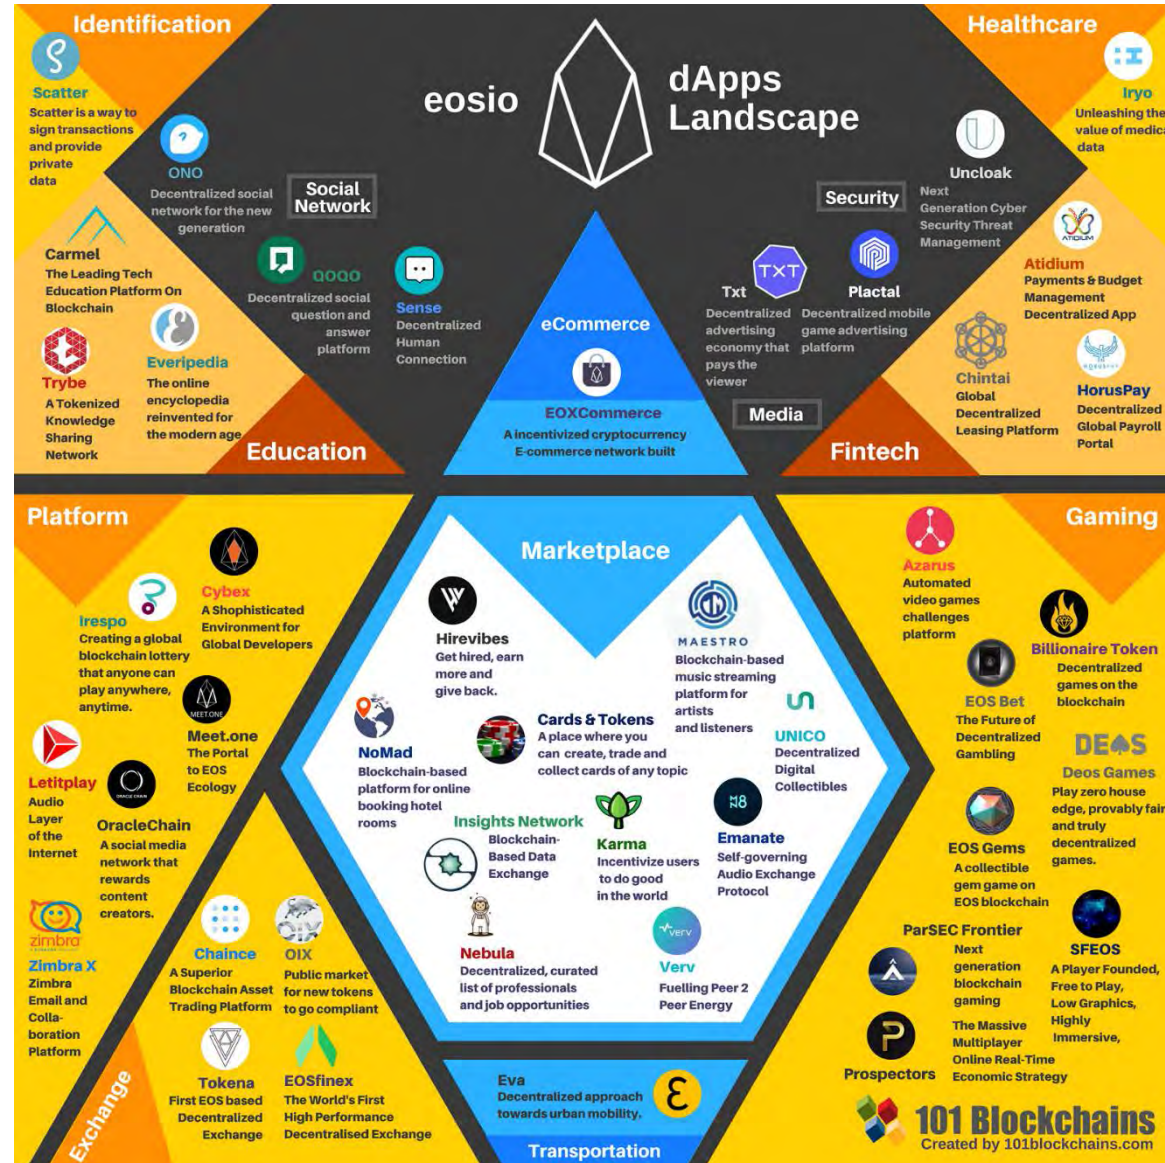 Identification
Scatter
Scatter is a way to
sign transactions
and provide
private
data
ONO
Decentralized social
network for the new
generation
Social
Network
eosio
dApps
Landscape
Healthcare
Iryo
Unleashing the
value of medica
data
Security
Uncloak
Next
Generation Cyber
Security Threat
Management
Carmel
The Leading Tech
Education Platform On
Blockchain
Trybe
A Tokenized
Knowledge
Sharing
Network
Everipedia
The online
encyclopedia
reinvented for
the modern age
Education
QOQO
Decentralized social
question and
answer
platform
Sense
Decentralized
Human
Connection
eCommerce
EOXCommerce
A incentivized cryptocurrency
E-commerce network built
TXT
Txt
Decentralized
advertising
economy that
pays the
viewer
Plactal
Decentralized mobile
game advertising
platform
Media
ATIDIUM
Atidium
Payments & Budget
Management
Decentralized App
Chintai
Global
Decentralized
Leasing Platform
HORUSPAY
HorusPay
Decentralized
Global Payroll
Portal
Fintech
Platform
Cybex
A Shophisticated
Environment for
Global Developers
Irespo
Creating a global
blockchain lottery
that anyone can
play anywhere,
anytime.
MEET.ONE
Meet.one
The Portal
to EOS
Ecology
Letitplay
Audio
Layer
of the
Internet
ORACLE CHAIN
OracleChain
A social media
network that
rewards
content
creators.
zimbra
Zimbra X
Zimbra
Email and
Colla-
boration
Platform
Exchange
Chaince
A Superior
Blockchain Asset
Trading Platform
OIX
Public market
for new tokens
to go compliant
Tokena
First EOS based
Decentralized
Exchange
EOSfinex
The World's First
High Performance
Decentralised Exchange
Marketplace
Hirevibes
Get hired, earn
more and
give back.
MAESTRO
Blockchain-based
music streaming
platform for
artists
and listeners
NoMad
Blockchain-based
platform for online
booking hotel
rooms
Cards & Tokens
A place where you
can create, trade and
collect cards of any topic
UNICO
Decentralized
Digital
Collectibles
Insights Network
Blockchain-
Based Data
Exchange
Karma
Incentivize users
to do good
in the world
Emanate
Self-governing
Audio Exchange
Protocol
Nebula
Decentralized, curated
list of professionals
and job opportunities
verv
Verv
Fuelling Peer 2
Peer Energy
Eva
Decentralized approach
towards urban mobility.
Transportation
Gaming
Azarus
Automated
video games
challenges
platform
Billionaire Token
Decentralized
games on the
blockchain
EOS Bet
The Future of
Decentralized
Gambling
DE♠S
Deos Games
Play zero house
edge, provably fair
and truly
decentralized
games.
EOS Gems
A collectible
gem game on
EOS blockchain
ParSEC Frontier
Next
generation
blockchain
gaming
SFEOS
A Player Founded,
Free to Play,
Low Graphics,
Highly
Immersive,
Prospectors
The Massive
Multiplayer
Online Real-Time
Economic Strategy
101 Blockchains
Created by 101blockchains.com